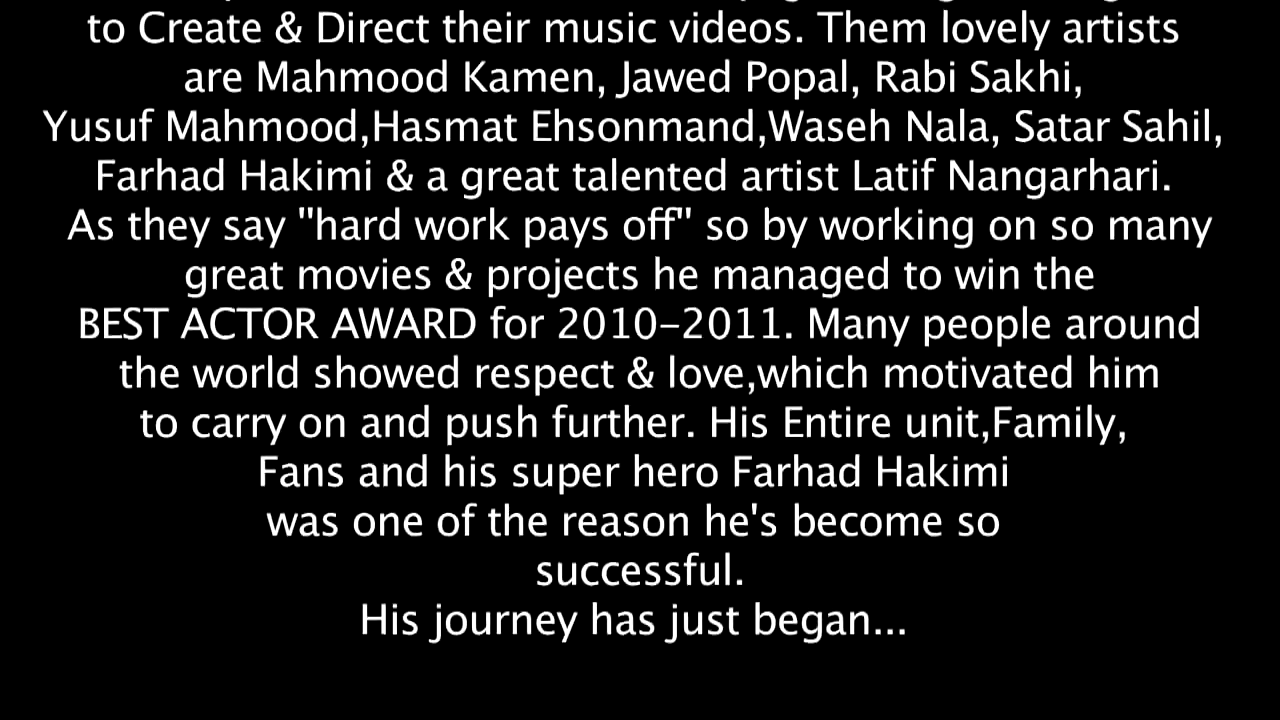 to Create & Direct their music videos. Them lovely artists
are Mahmood Kamen, Jawed Popal, Rabi Sakhi,
Yusuf Mahmood,Hasmat Ehsonmand,Waseh Nala, Satar Sahil,
Farhad Hakimi & a great talented artist Latif Nangarhari.
As they say "hard work pays off" so by working on so many
great movies & projects he managed to win the
BEST ACTOR AWARD for 2010-2011. Many people around
the world showed respect & love,which motivated him
to carry on and push further. His Entire unit,Family,
Fans and his super hero Farhad Hakimi
was one of the reason he's become so
successful.
His journey has just began...